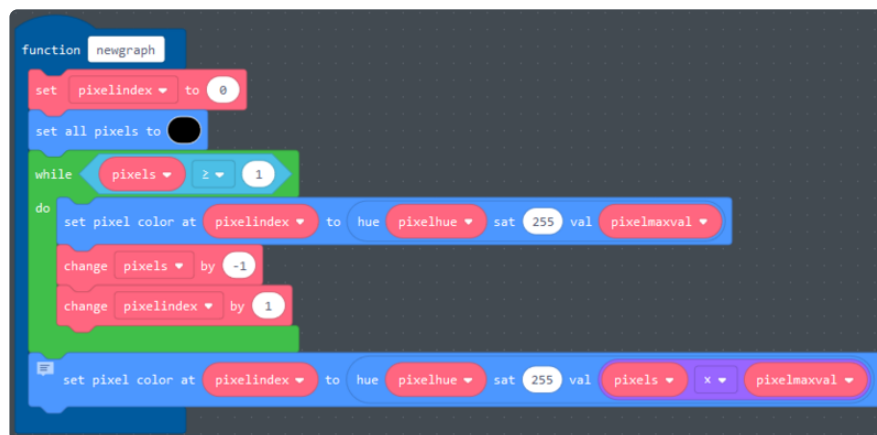 function newgraph
set pixelindex to 0
set all pixels to
while pixels ≥ 1
do
set pixel color at pixelindex to hue pixelhue sat 255 val pixelmaxval
change pixels by -1
change pixelindex by 1
set pixel color at pixelindex to hue pixelhue sat 255 val pixels x pixelmaxval